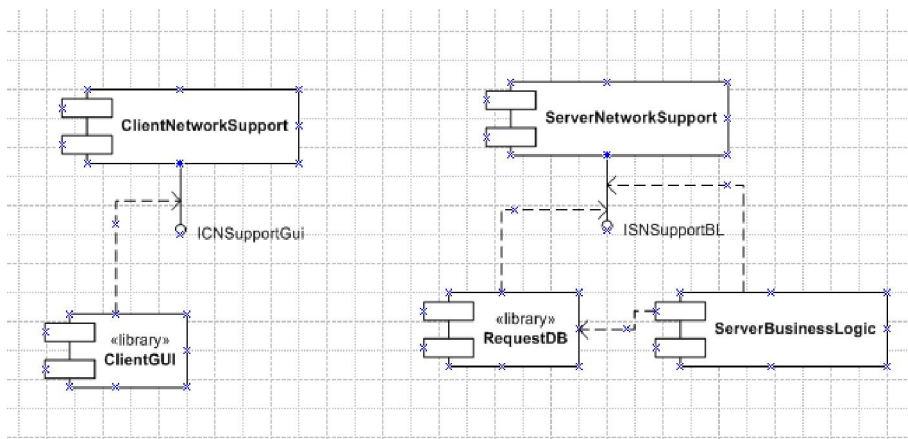 ClientNetworkSupport
ICNSupportGui
«library»
ClientGUI
ServerNetworkSupport
ISNSupportBL
«library»
RequestDB
ServerBusinessLogic